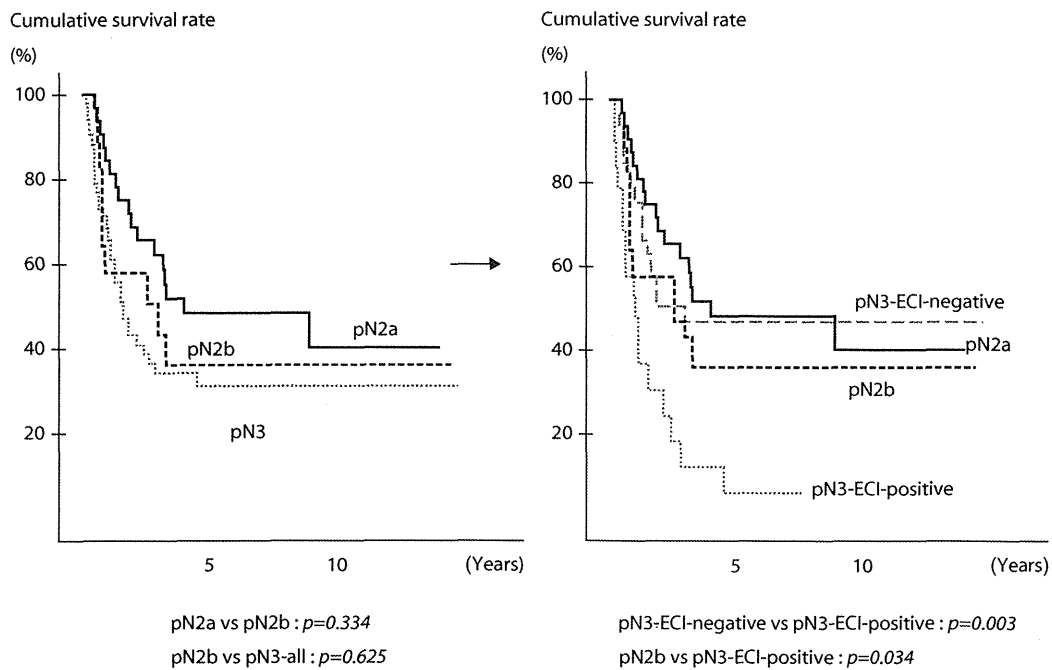 Cumulative survival rate
(%)
100
80
60
40
20
pN2a
pN2b
pN3
5
10
(Years)
pN2a vs pN2b : p=0.334
pN2b vs pN3-all : p=0.625
Cumulative survival rate
(%)
100
80
60
40
20
pN3-ECI-negative
pN2a
pN2b
pN3-ECI-positive
5
10
(Years)
pN3-ECI-negative vs pN3-ECI-positive : p=0.003
pN2b vs pN3-ECI-positive : p=0.034